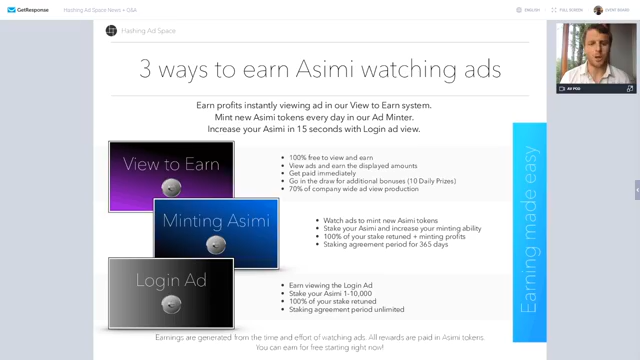 GetResponse
Hashing Ad Space News + Q&A
ENGLISH
FULL SCREEN
EVENT ROOMS
Hashing Ad Space
3 ways to earn Asimi watching ads
Earn profits instantly viewing ad in our View to Earn system.
Mint new Asimi tokens every day in our Ad Minter.
Increase your Asimi in 15 seconds with Login ad view.
View to Earn
• 100% free to view and earn
• View ads and earn the displayed amounts
• Get paid immediately
• Go in the draw for additional bonuses (10 Daily Prizes)
• 70% of company wide ad view production
Minting Asimi
• Watch ads to mint new Asimi tokens
• Stake your Asimi and increase your minting ability
• 100% of your stake retuned + minting profits
• Staking agreement period for 365 days
Login Ad
• Earn viewing the Login Ad
• Stake your Asimi 1-10,000
• 100% of your stake retuned
• Staking agreement period unlimited
Earning made easy
Earnings are generated from the time and effort of watching ads. All rewards are paid in Asimi tokens.
You can earn for free starting right now!